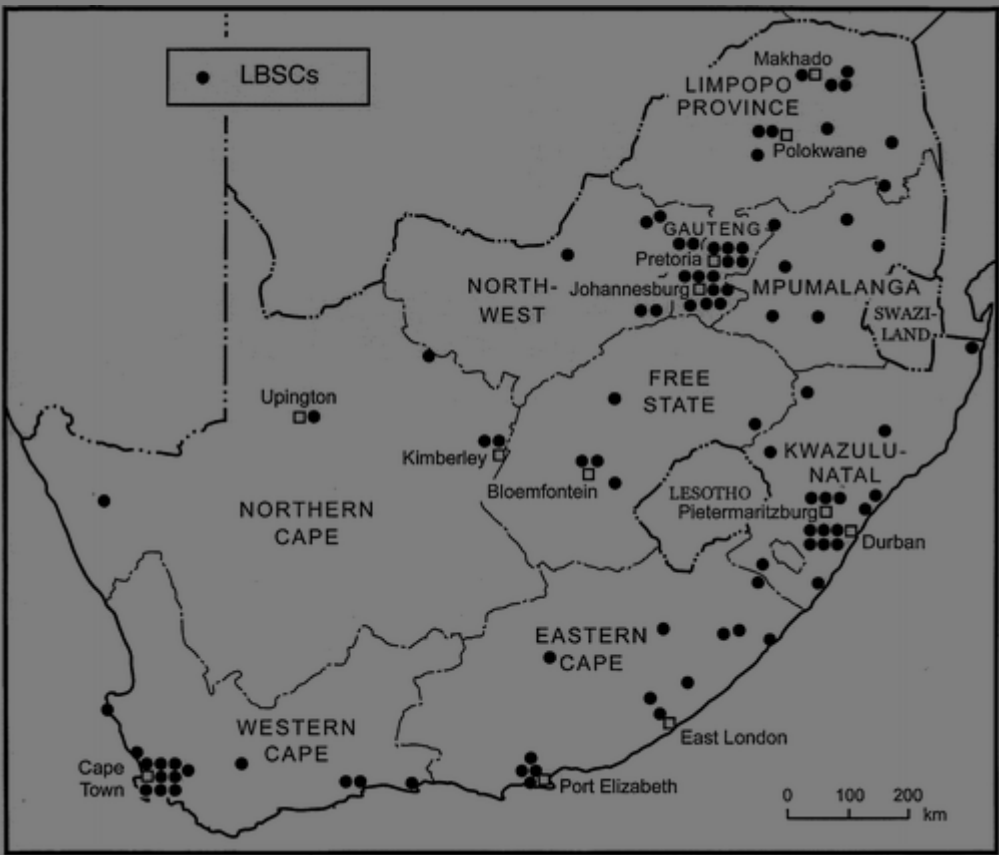 LBSCs
Makhado
LIMPOPO
PROVINCE
Polokwane
GAUTENG
Pretoria
Johannesburg
NORTH-
WEST
MPUMALANGA
SWAZI-
LAND
FREE
STATE
Upington
Kimberley
Bloemfontein
KWAZULU-
NATAL
LESOTHO
Pietermaritzburg
Durban
NORTHERN
CAPE
EASTERN
CAPE
WESTERN
CAPE
East London
Cape
Town
Port Elizabeth
0 100 200
km